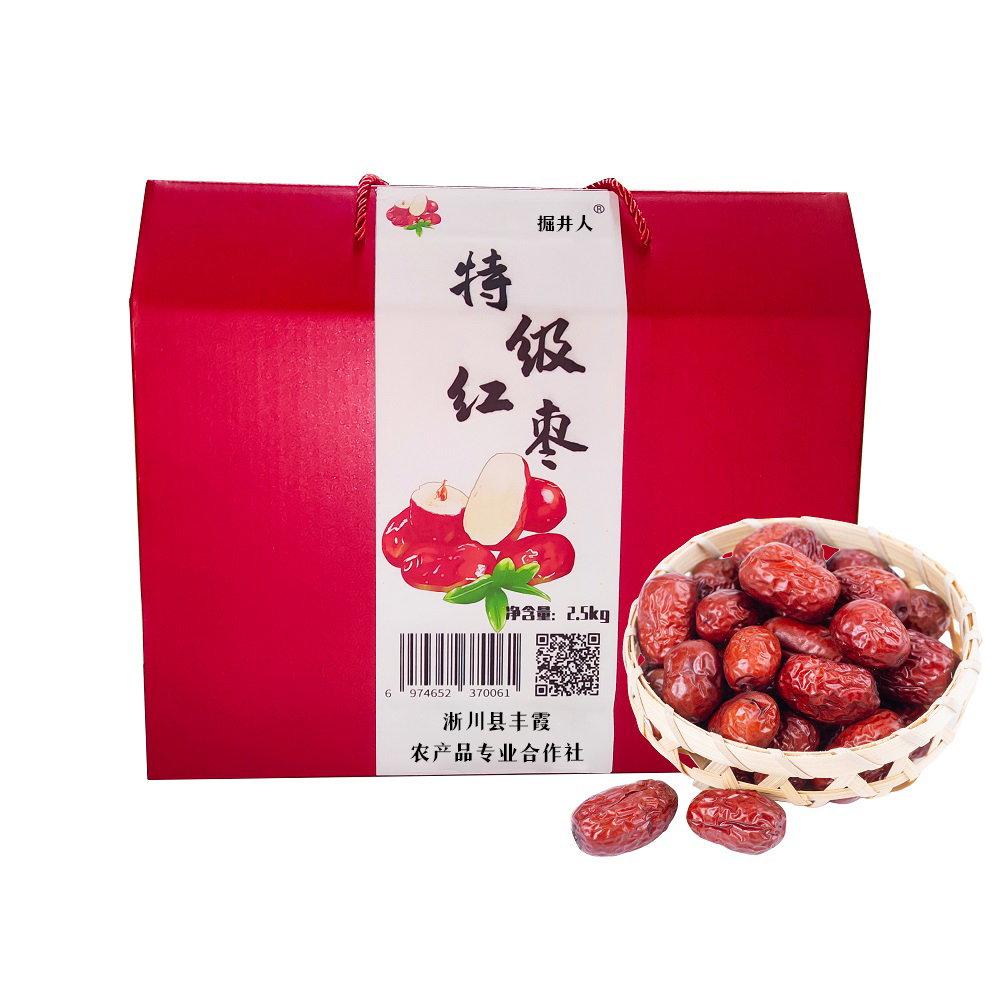 掘井人®
特级
红枣
净含量：2.5kg
6 974652 370061
淅川县丰霞
农产品专业合作社